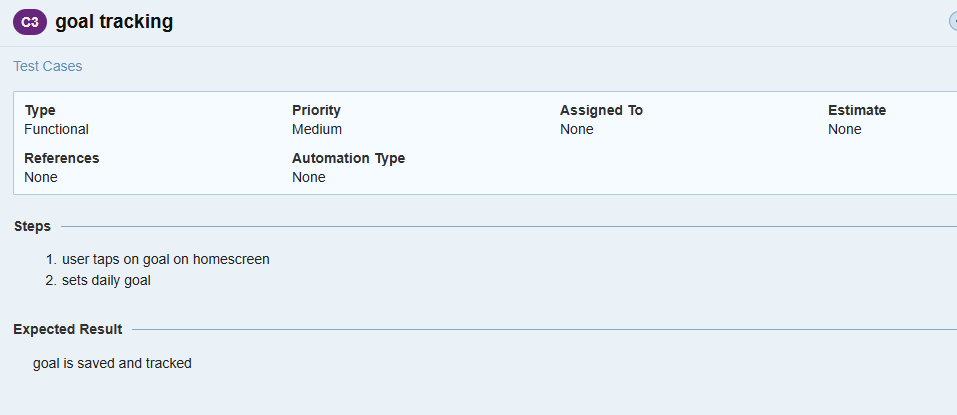 C3 goal tracking
Test Cases
Type Priority Assigned To Estimate
Functional Medium None None
References Automation Type
None None
Steps
1. user taps on goal on homescreen
2. sets daily goal
Expected Result
goal is saved and tracked